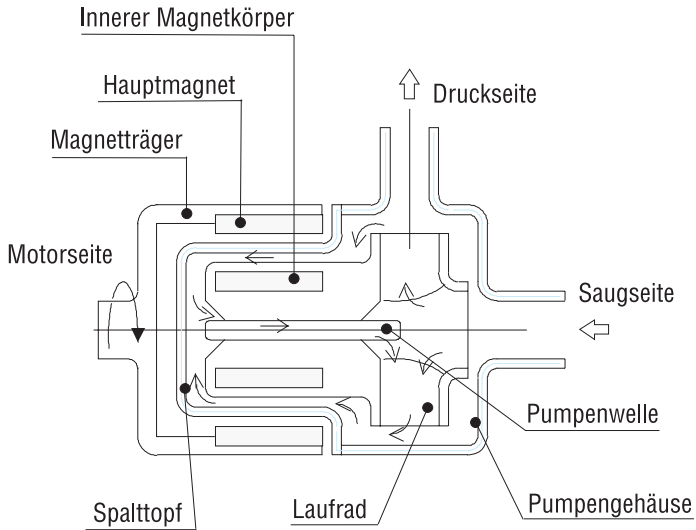 Innerer Magnetkörper
Hauptmagnet
Druckseite
Magnetträger
Motorseite
Saugseite
Pumpenwelle
Spalttopf
Laufrad
Pumpengehäuse